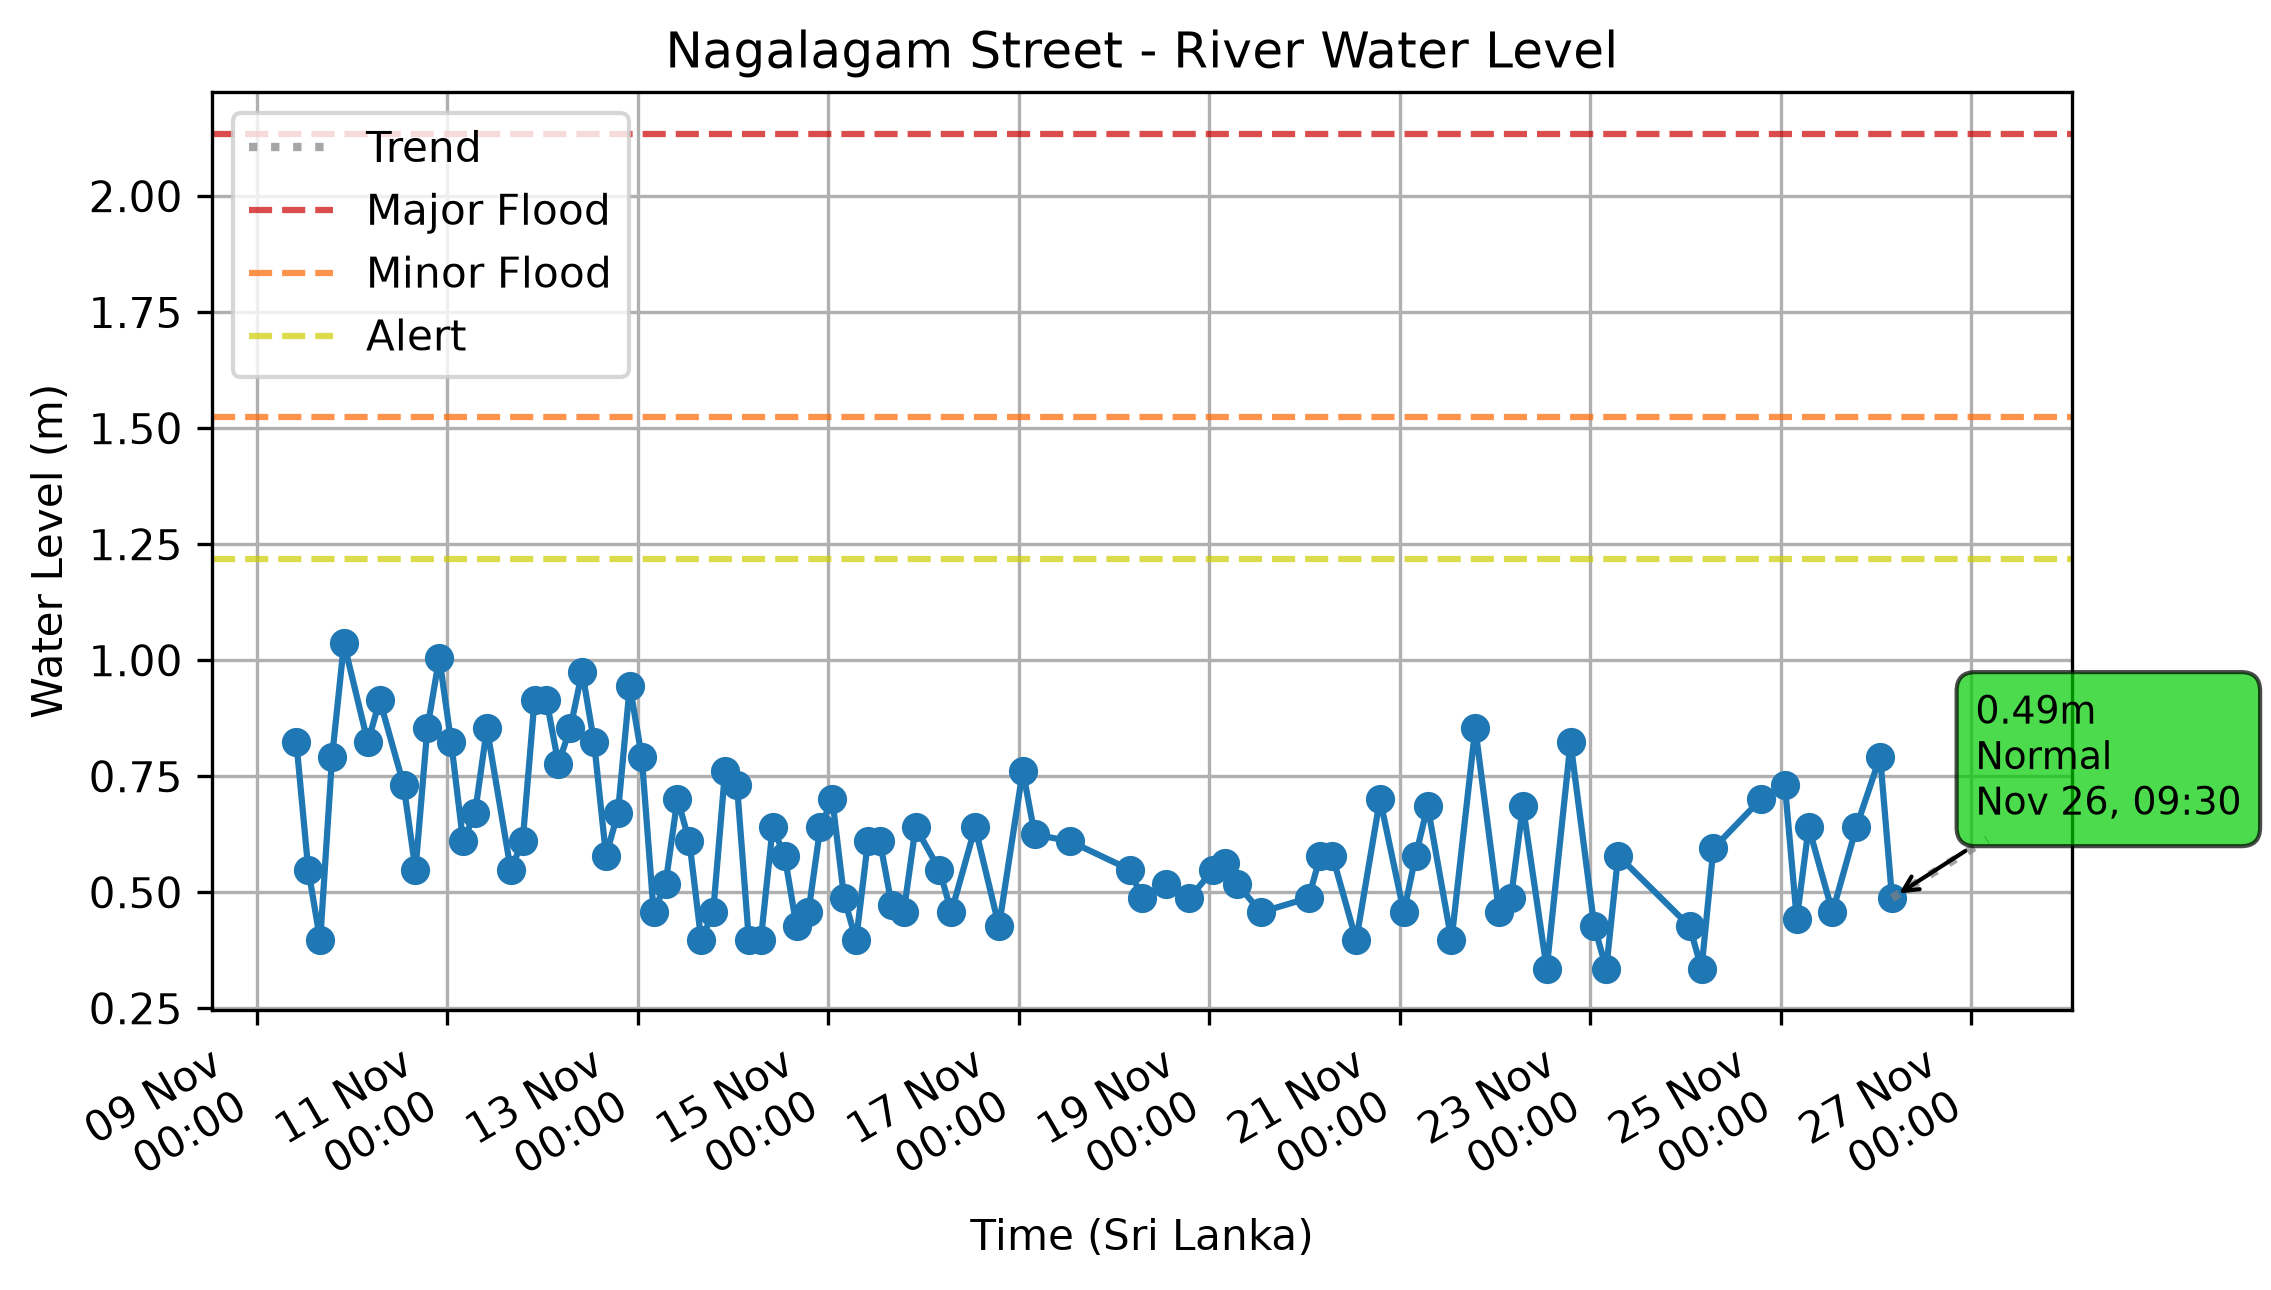 Nagalagam Street - River Water Level
Trend
Major Flood
Minor Flood
Alert
Water Level (m)
2.00
1.75
1.50
1.25
1.00
0.75
0.50
0.25
0.49m
Normal
Nov 26, 09:30
09 Nov
00:00
11 Nov
00:00
13 Nov
00:00
15 Nov
00:00
17 Nov
00:00
19 Nov
00:00
21 Nov
00:00
23 Nov
00:00
25 Nov
00:00
27 Nov
00:00
Time (Sri Lanka)